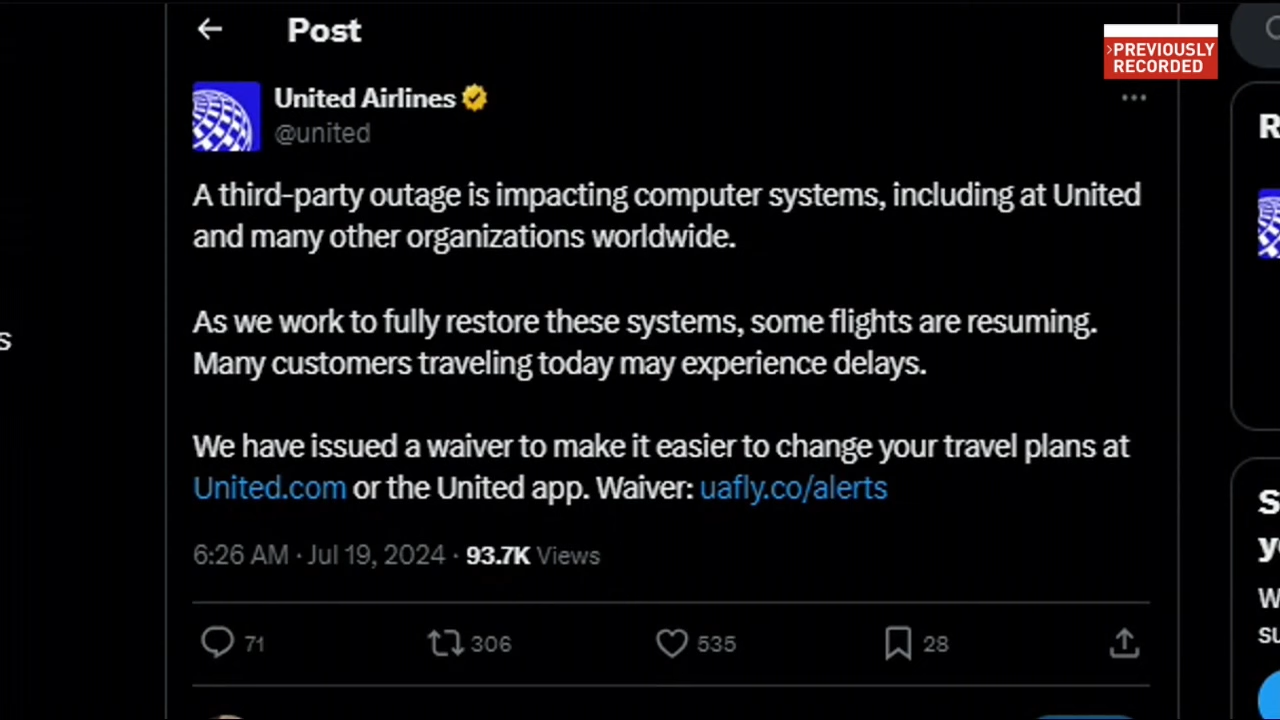 Post
>PREVIOUSLY
RECORDED
United Airlines
@united
A third-party outage is impacting computer systems, including at United
and many other organizations worldwide.
As we work to fully restore these systems, some flights are resuming.
Many customers traveling today may experience delays.
We have issued a waiver to make it easier to change your travel plans at
United.com or the United app. Waiver: uafly.co/alerts
6:26 AM · Jul 19, 2024 · 93.7K Views
71 306 535 28
s
R
S
y
W
su